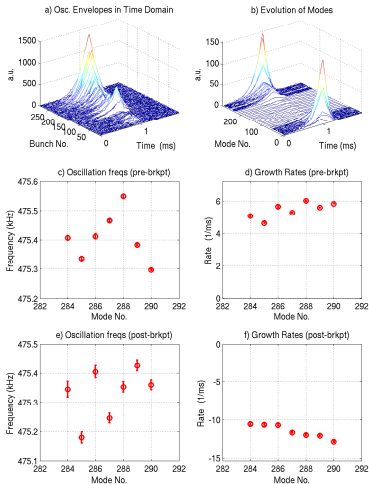 a) Osc. Envelopes in Time Domain
b) Evolution of Modes
1500
1000
500
0
a.u.
250
200
150
100
50
0
0
1
Bunch No.
Time (ms)
150
100
50
0
a.u.
200
100
0
0
1
Mode No.
Time (ms)
c) Oscillation freqs (pre-brkpt)
475.6
475.5
475.4
475.3
475.2
Frequency (kHz)
282 284 286 288 290 292
Mode No.
d) Growth Rates (pre-brkpt)
6
4
2
0
Rate (1/ms)
282 284 286 288 290 292
Mode No.
e) Oscillation freqs (post-brkpt)
475.5
475.4
475.3
475.2
475.1
Frequency (kHz)
282 284 286 288 290 292
Mode No.
f) Growth Rates (post-brkpt)
0
-5
-10
-15
Rate (1/ms)
282 284 286 288 290 292
Mode No.